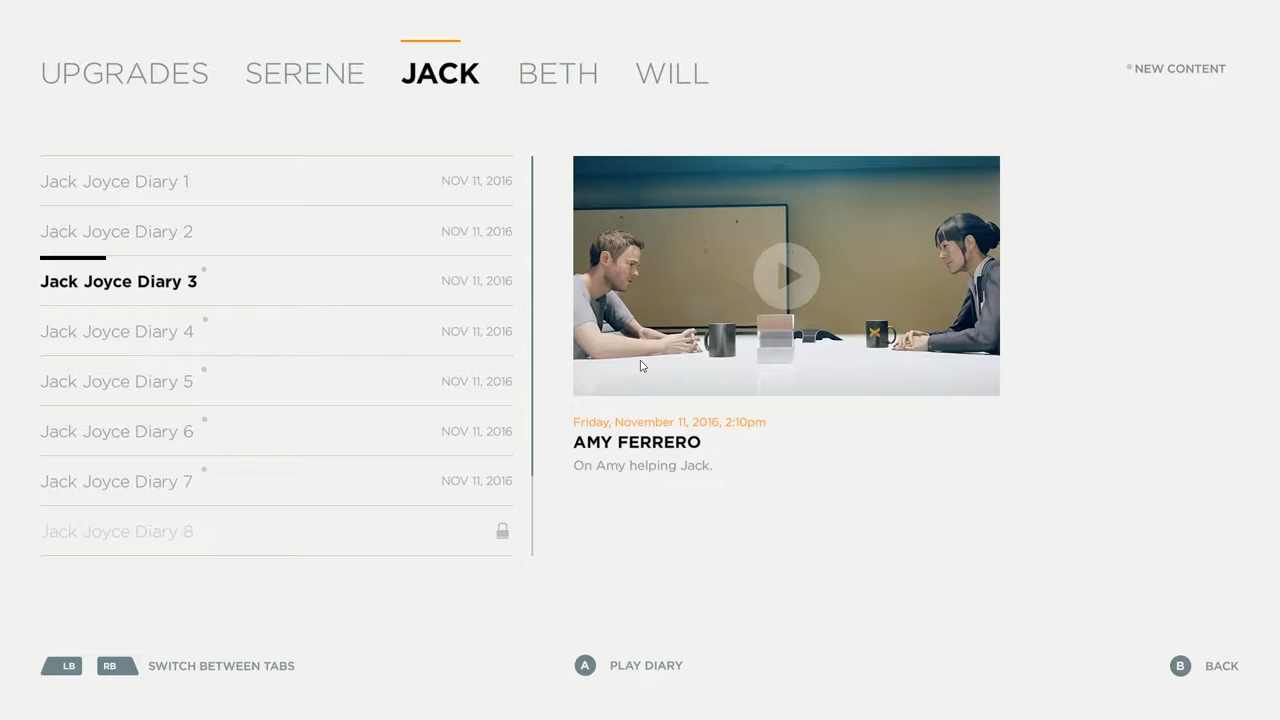 UPGRADES SERENE JACK BETH WILL NEW CONTENT
Jack Joyce Diary 1 NOV 11, 2016
Jack Joyce Diary 2 NOV 11, 2016
Jack Joyce Diary 3 NOV 11, 2016
Jack Joyce Diary 4 NOV 11, 2016
Jack Joyce Diary 5 NOV 11, 2016
Jack Joyce Diary 6 NOV 11, 2016
Jack Joyce Diary 7 NOV 11, 2016
Jack Joyce Diary 8
Friday, November 11, 2016, 2:10pm
AMY FERRERO
On Amy helping Jack.
LB RB SWITCH BETWEEN TABS A PLAY DIARY B BACK